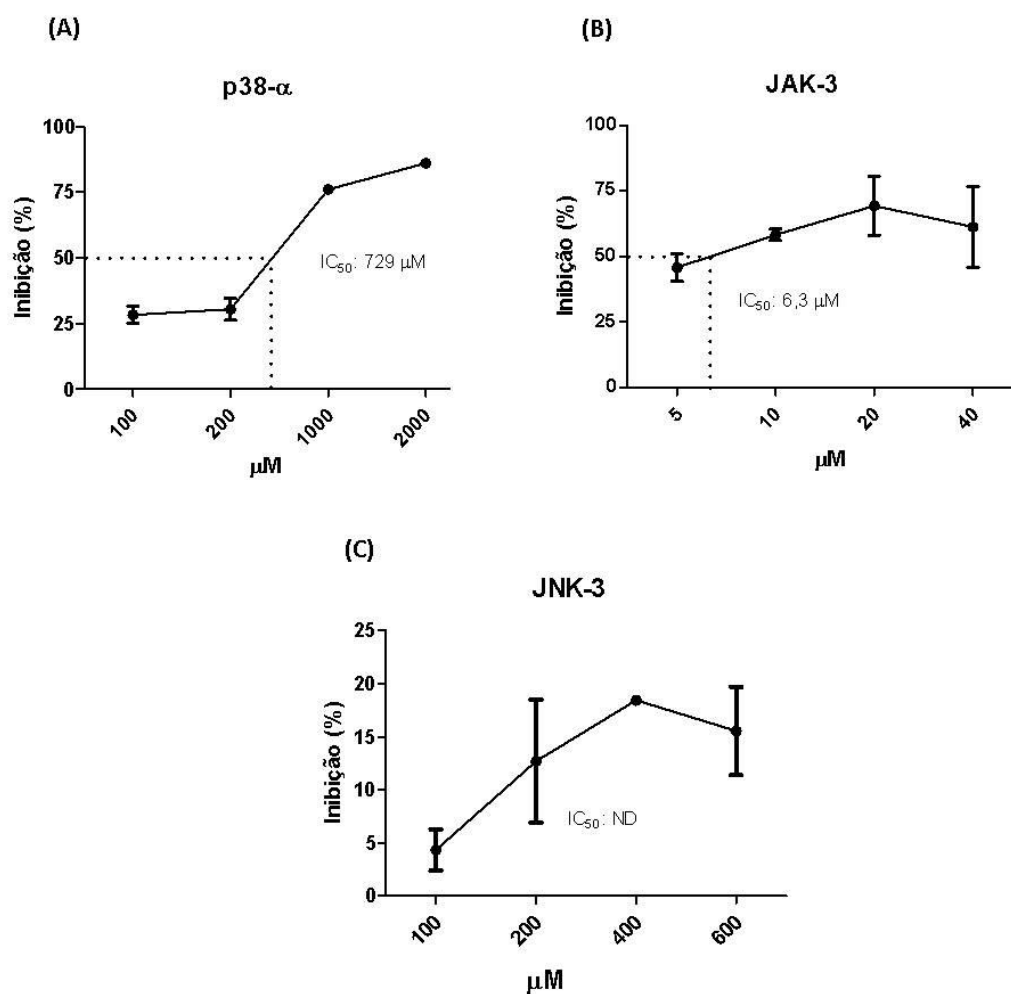 (A)
p38-α
Inibição (%)
100
75
50
25
0
IC₅₀: 729 μM
100
200
1000
2000
μM
(B)
JAK-3
Inibição (%)
100
75
50
25
0
IC₅₀: 6,3 μM
5
10
20
40
μM
(C)
JNK-3
Inibição (%)
25
20
15
10
5
0
IC₅₀: ND
100
200
400
600
μM